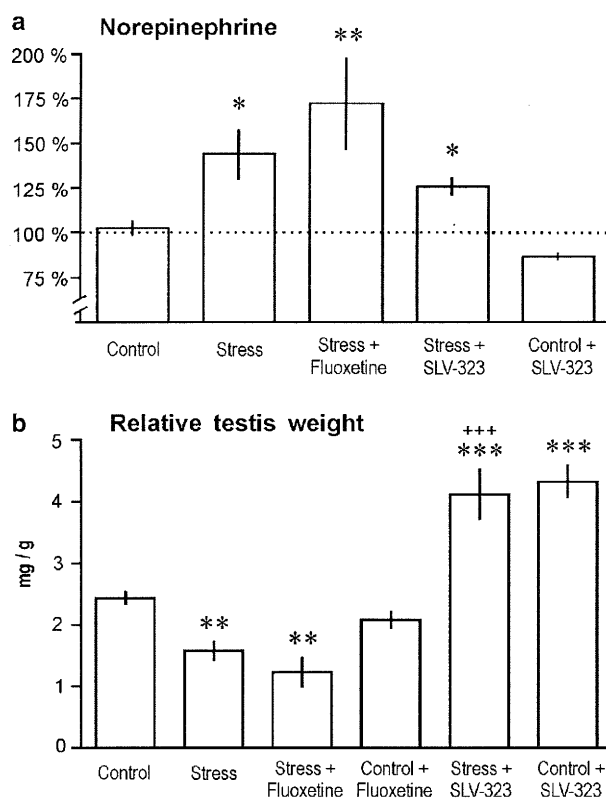 a Norepinephrine
200 %
175 %
150 %
125 %
100 %
75 %
*
**
*
Control
Stress
Stress +
Fluoxetine
Stress +
SLV-323
Control +
SLV-323
b Relative testis weight
mg / g
5
4
3
2
1
0
**
**
+++
***
***
Control
Stress
Stress +
Fluoxetine
Control +
Fluoxetine
Stress +
SLV-323
Control +
SLV-323